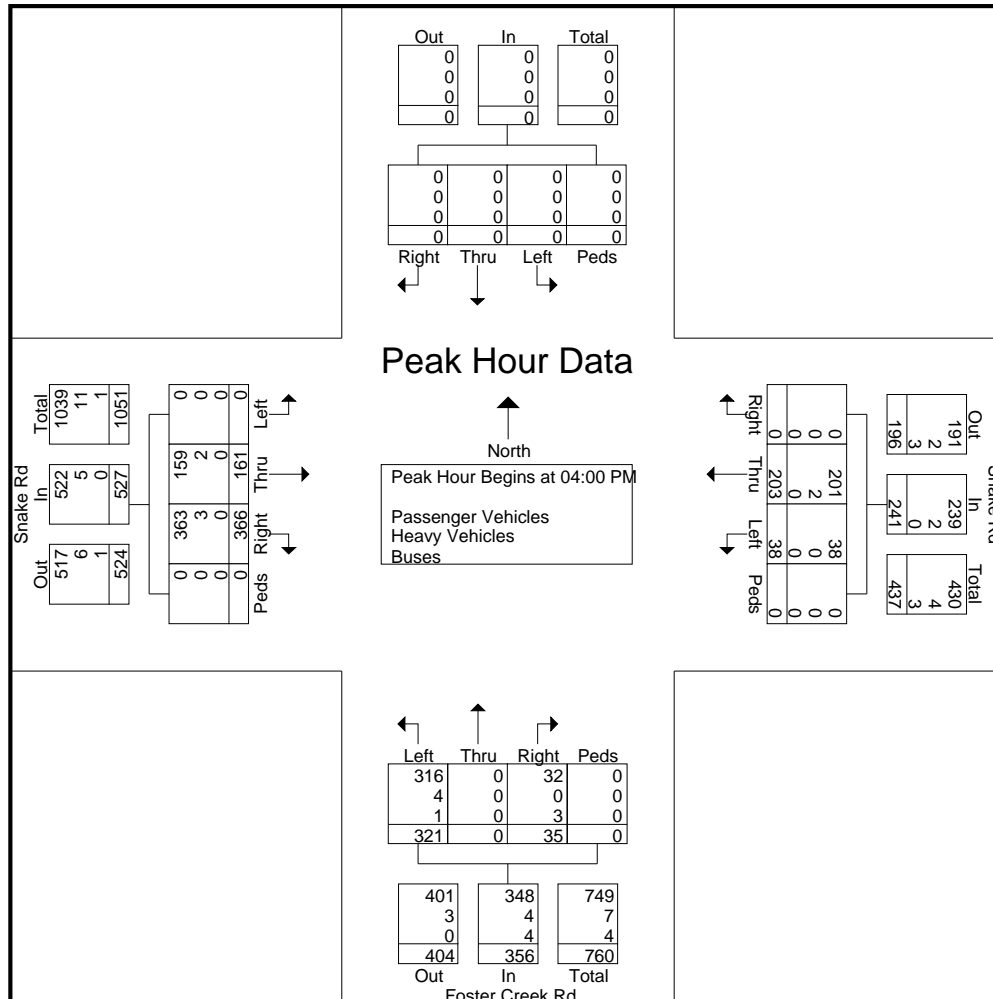 Out In Total
0 0 0
0 0 0
0 0 0
0 0 0
0 0 0 0
0 0 0 0
0 0 0 0
0 0 0 0
Right Thru Left Peds
Peak Hour Data
North
Peak Hour Begins at 04:00 PM
Passenger Vehicles
Heavy Vehicles
Buses
Snake Rd
Out In Total
517 522 1039
6 5 11
1 0 1
524 527 1051
0 363 159 0
0 3 2 0
0 0 0 0
0 366 161 0
Peds Right Thru Left
Out In Total
191 239 430
2 2 4
3 0 3
196 241 437
0 201 38 0
0 2 0 0
0 0 0 0
0 203 38 0
Right Thru Left Peds
Left Thru Right Peds
316 0 32 0
4 0 0 0
1 0 3 0
321 0 35 0
401 348 749
3 4 7
0 4 4
404 356 760
Out In Total
Foster Creek Rd